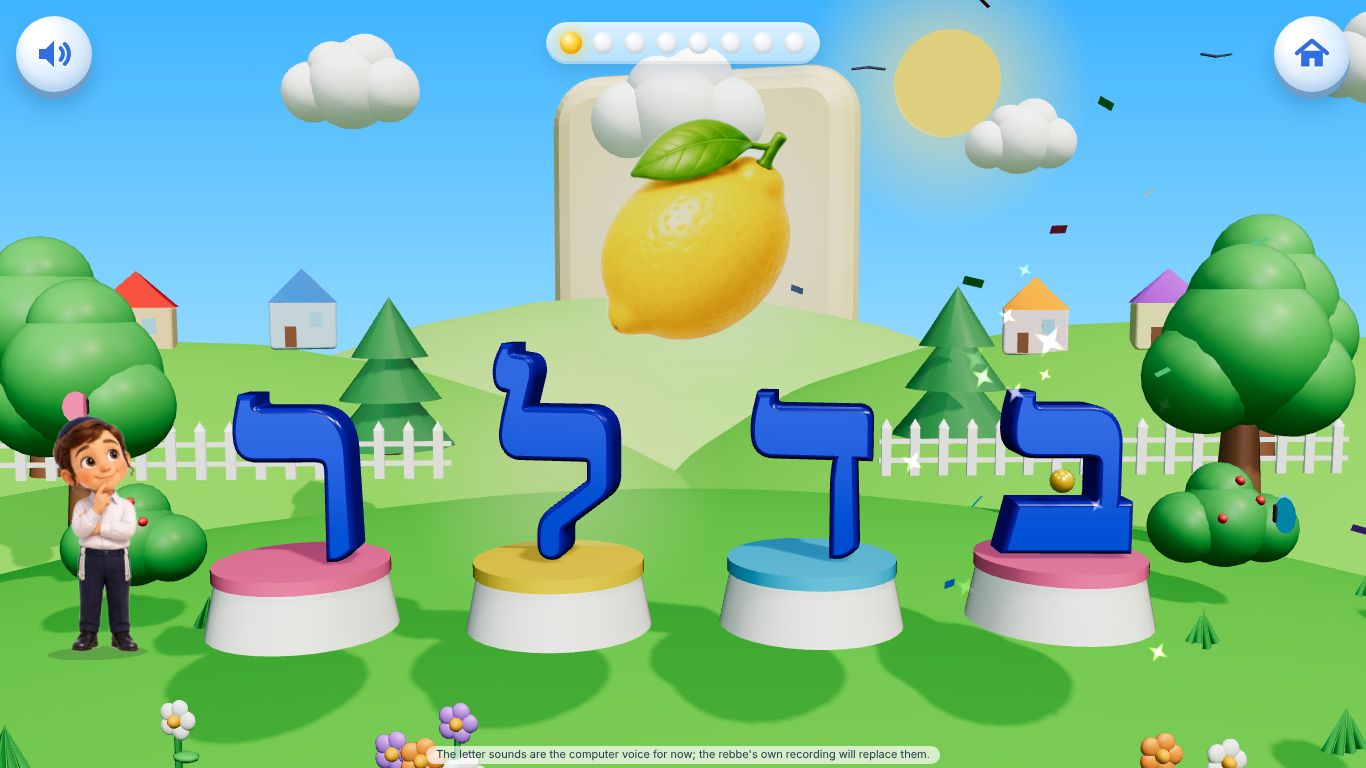 ר ל ד ב
The letter sounds are the computer voice for now; the rebbe's own recording will replace them.